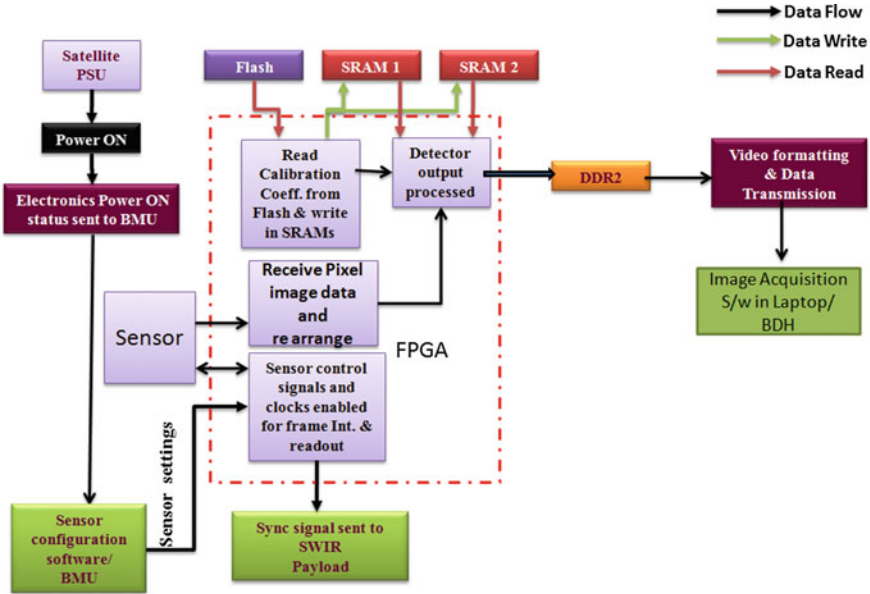 Data Flow
Data Write
Data Read
Satellite
PSU
Flash
SRAM 1
SRAM 2
Power ON
Read
Calibration
Coeff. from
Flash & write
in SRAMs
Detector
output
processed
DDR2
Video formatting
& Data
Transmission
Electronics Power ON
status sent to BMU
Receive Pixel
image data
and
re arrange
Image Acquisition
S/w in Laptop/
BDH
Sensor
FPGA
Sensor control
signals and
clocks enabled
for frame Int. &
readout
Sensor settings
Sensor
configuration
software/
BMU
Sync signal sent to
SWIR
Payload